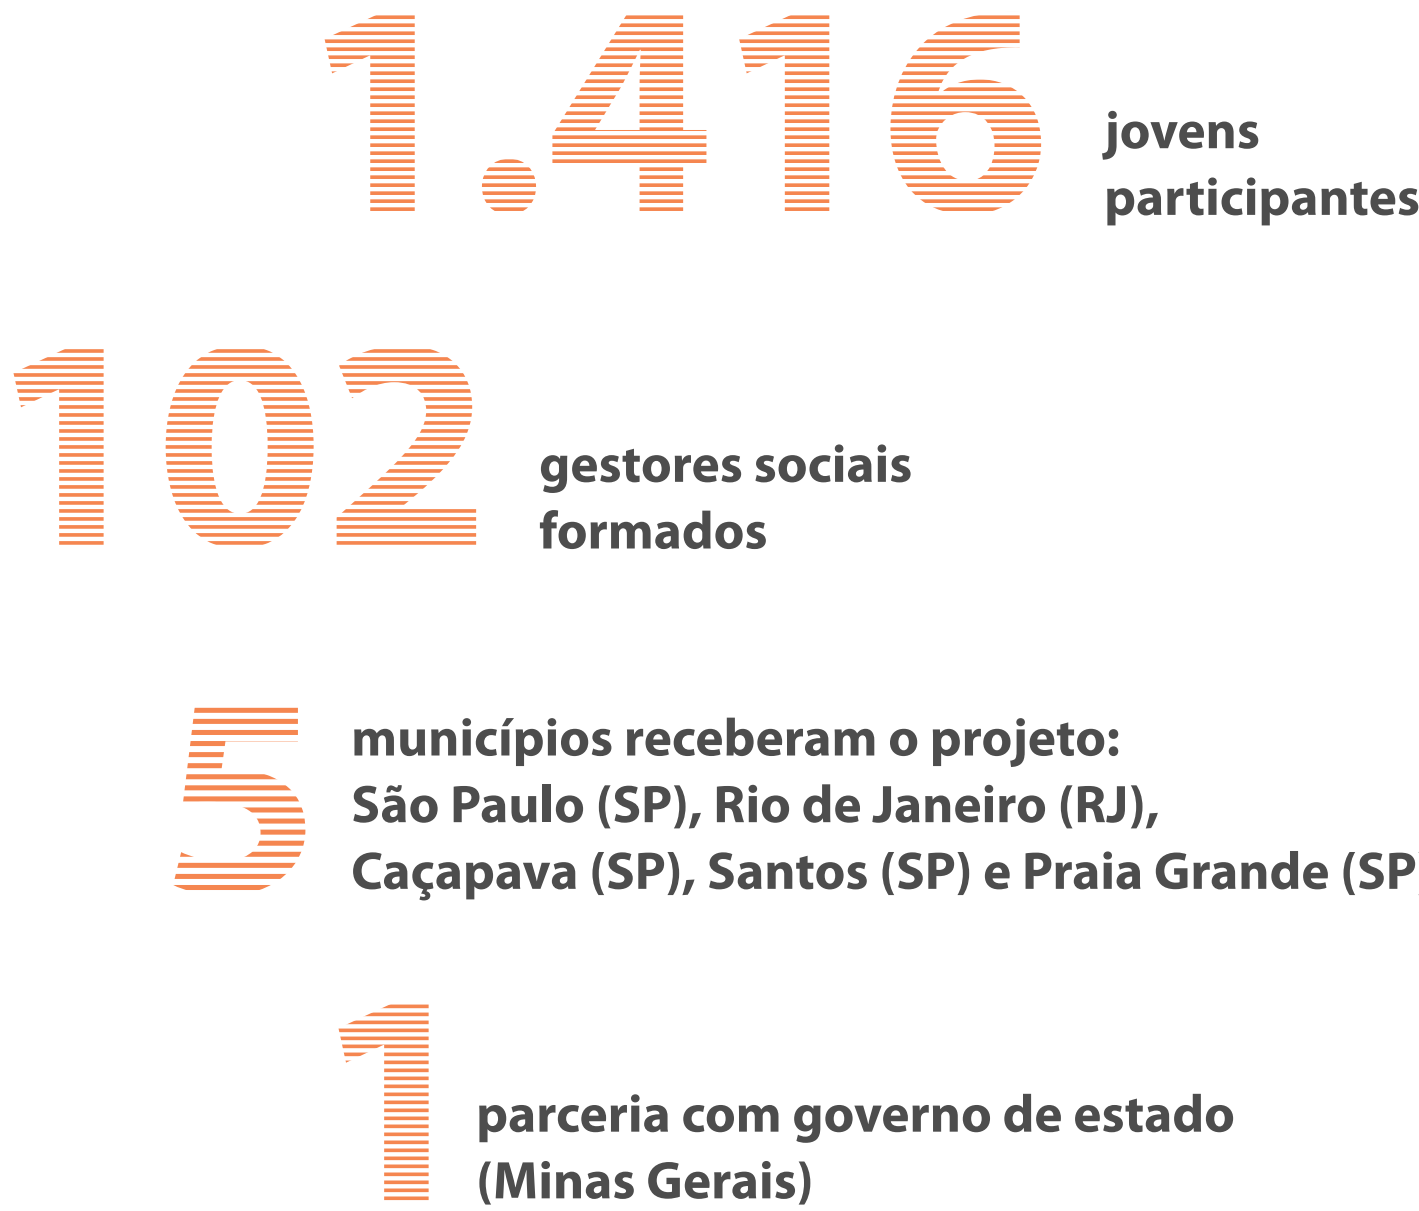 1.416
jovens
participantes
102
gestores sociais
formados
5
municípios receberam o projeto:
São Paulo (SP), Rio de Janeiro (RJ),
Caçapava (SP), Santos (SP) e Praia Grande (SP
1
parceria com governo de estado
(Minas Gerais)